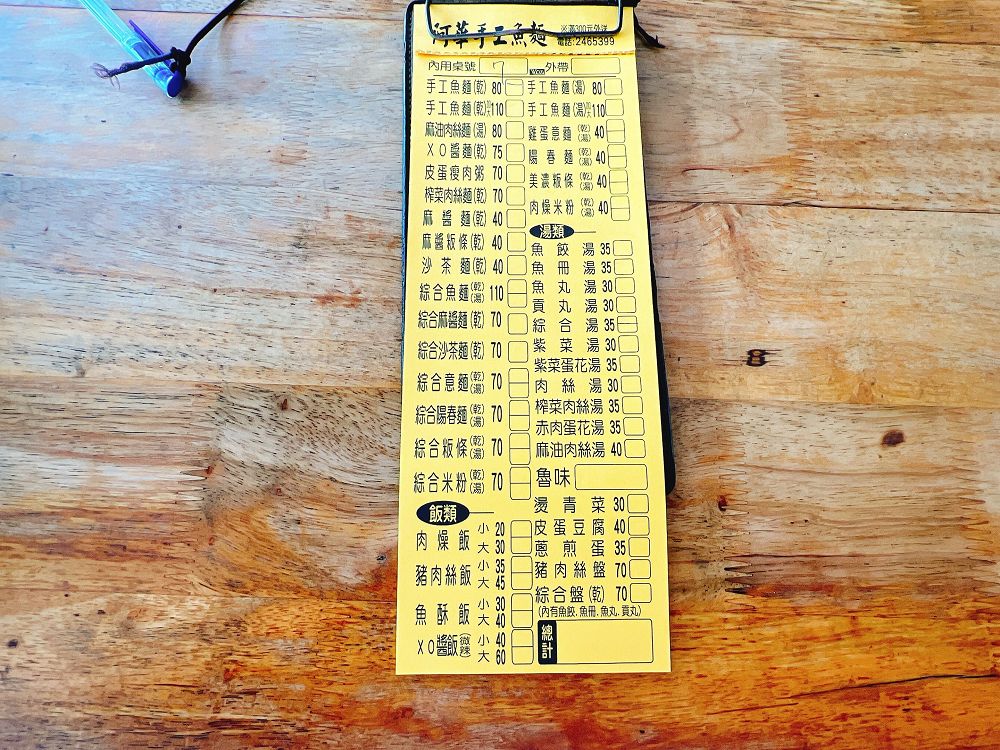 阿華手工魚麵
※滿300元外送
電話:2465399
內用桌號 7
外帶
手工魚麵(乾) 80
手工魚麵(乾)加大110
麻油肉絲麵(湯) 80
XO醬麵(乾) 75
皮蛋瘦肉粥 70
榨菜肉絲麵(乾) 70
麻醬麵(乾) 40
麻醬粄條(乾) 40
沙茶麵(乾) 40
綜合魚麵(乾)(湯) 110
綜合麻醬麵(乾) 70
綜合沙茶麵(乾) 70
綜合意麵(乾)(湯) 70
綜合陽春麵(乾)(湯) 70
綜合粄條(乾)(湯) 70
綜合米粉(乾)(湯) 70
飯類
肉燥飯 小 20 大 30
豬肉絲飯 小 35 大 45
魚酥飯 小 30 大 40
XO醬飯(微辣) 小 40 大 60
手工魚麵(湯) 80
手工魚麵(湯)加大110
雞蛋意麵(乾)(湯) 40
陽春麵(乾)(湯) 40
美濃粄條(乾)(湯) 40
肉燥米粉(乾)(湯) 40
湯類
魚餃湯 35
魚冊湯 35
魚丸湯 30
貢丸湯 30
綜合湯 35
紫菜湯 30
紫菜蛋花湯 35
肉絲湯 30
榨菜肉絲湯 35
赤肉蛋花湯 35
麻油肉絲湯 40
魯味
燙青菜 30
皮蛋豆腐 40
蔥煎蛋 35
豬肉絲盤 70
綜合盤(乾) 70
(內有魚餃.魚冊.魚丸.貢丸)
總計